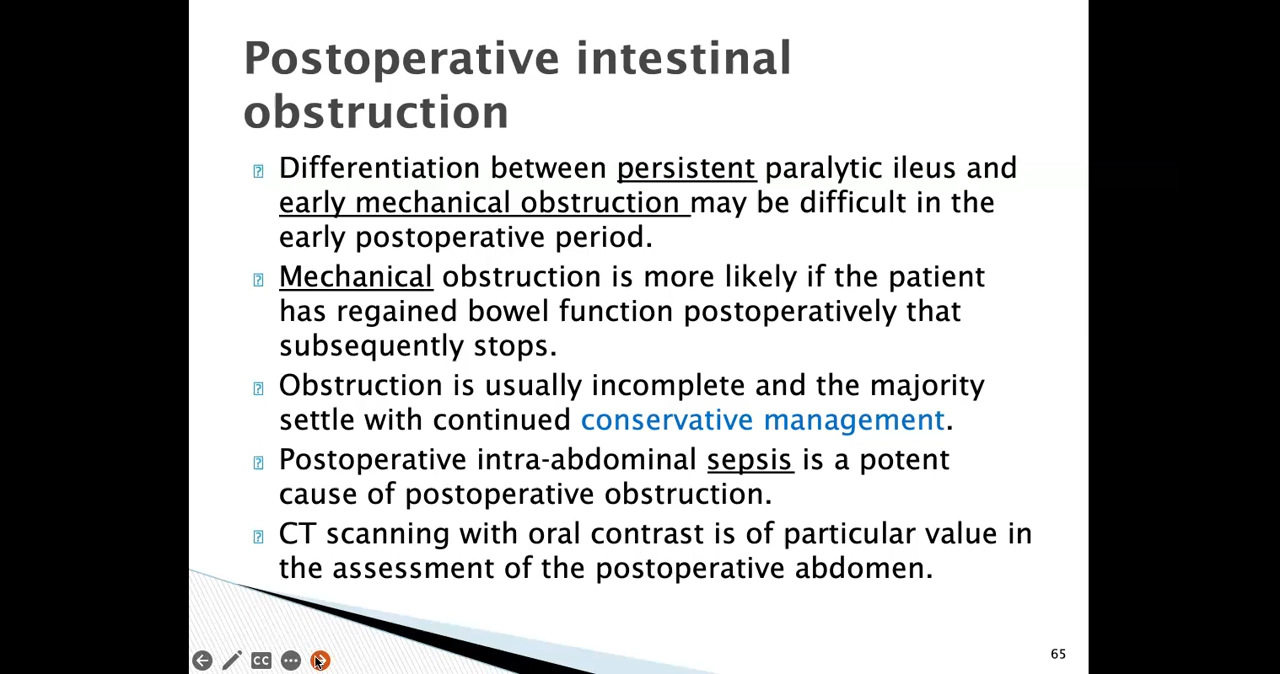 Postoperative intestinal
obstruction
Differentiation between persistent paralytic ileus and
early mechanical obstruction may be difficult in the
early postoperative period.
Mechanical obstruction is more likely if the patient
has regained bowel function postoperatively that
subsequently stops.
Obstruction is usually incomplete and the majority
settle with continued conservative management.
Postoperative intra-abdominal sepsis is a potent
cause of postoperative obstruction.
CT scanning with oral contrast is of particular value in
the assessment of the postoperative abdomen.
CC
65